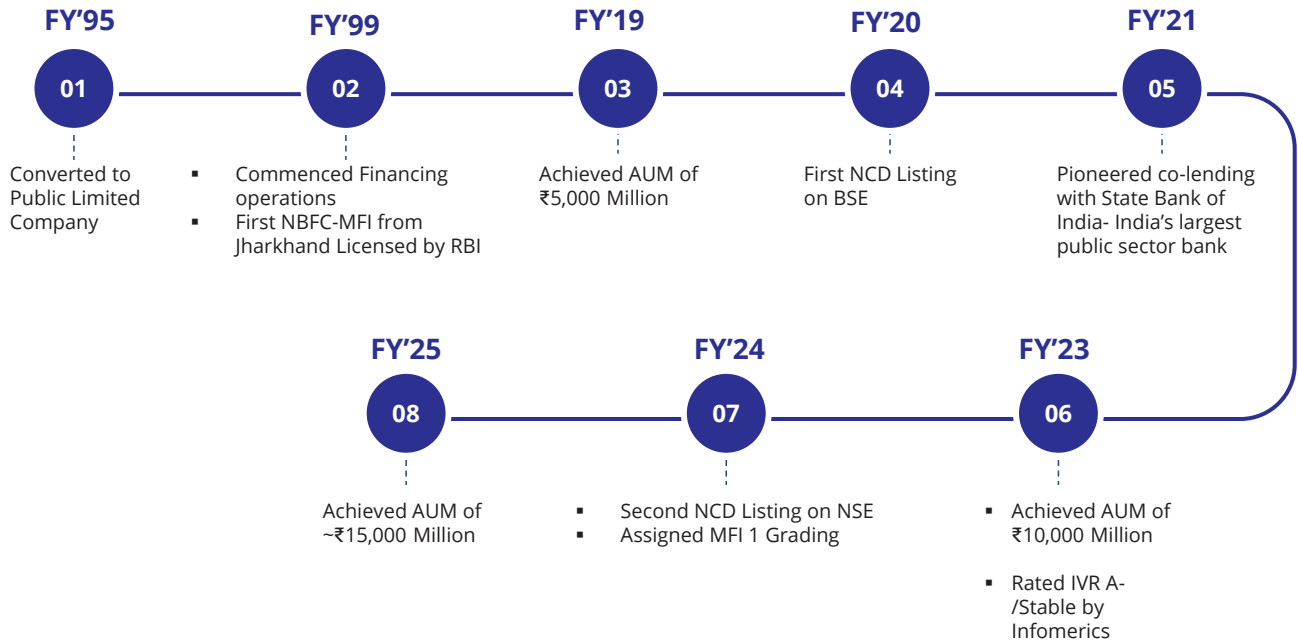 FY’95
01
Converted to
Public Limited
Company
FY’99
02
▪ Commenced Financing
operations
▪ First NBFC-MFI from
Jharkhand Licensed by RBI
FY’19
03
Achieved AUM of
₹5,000 Million
FY’20
04
First NCD Listing
on BSE
FY’21
05
Pioneered co-lending
with State Bank of
India- India’s largest
public sector bank
FY’23
06
▪ Achieved AUM of
₹10,000 Million
▪ Rated IVR A-
/Stable by
Infomerics
FY’24
07
▪ Second NCD Listing on NSE
▪ Assigned MFI 1 Grading
FY’25
08
Achieved AUM of
~₹15,000 Million